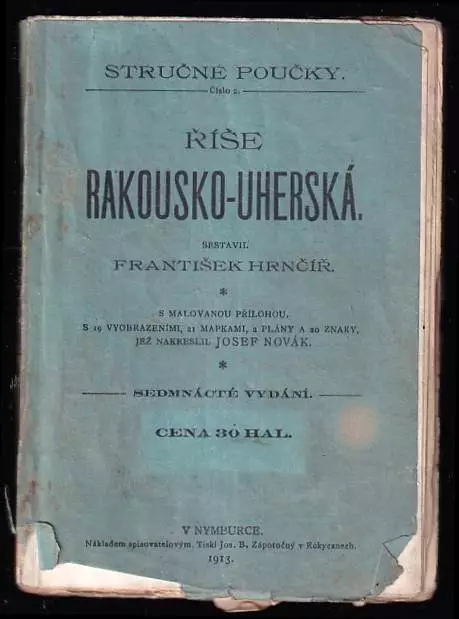 STRUČNÉ POUČKY.
Číslo 2.
ŘÍŠE
RAKOUSKO-UHERSKÁ.
SESTAVIL
FRANTIŠEK HRNČÍŘ.
*
S MALOVANOU PŘÍLOHOU,
S 19 VYOBRAZENÍMI, 21 MAPKAMI, 2 PLÁNY A 20 ZNAKY,
JEŽ NAKRESLIL JOSEF NOVÁK.
*
SEDMNÁCTÉ VYDÁNÍ.
CENA 30 HAL.
V NYMBURCE.
Nákladem spisovatelovým. Tiskl Jos. B. Zápotočný v Rokycanech.
1913.